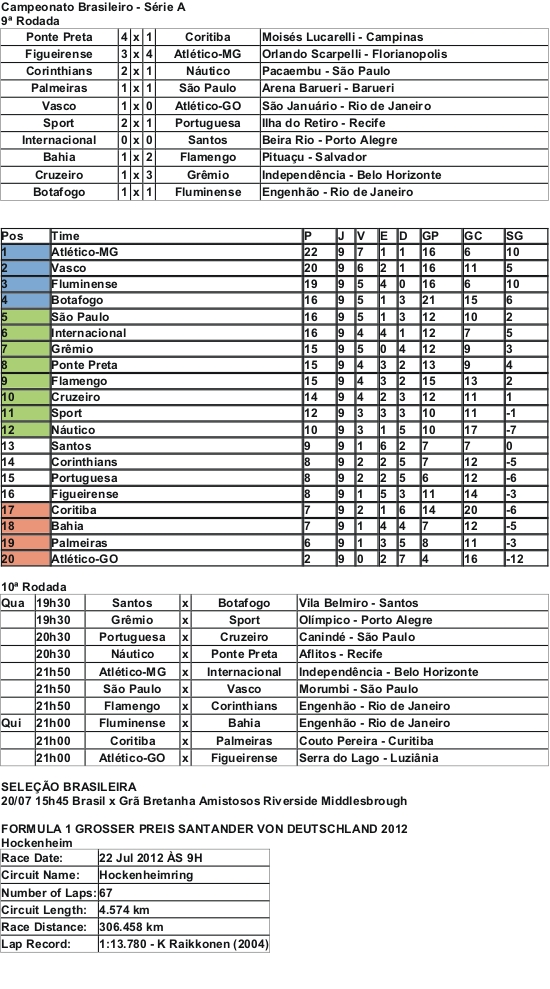 Campeonato Brasileiro - Série A
9ª Rodada
Ponte Preta 4 x 1 Coritiba Moisés Lucarelli - Campinas
Figueirense 3 x 4 Atlético-MG Orlando Scarpelli - Florianopolis
Corinthians 2 x 1 Náutico Pacaembu - São Paulo
Palmeiras 1 x 1 São Paulo Arena Barueri - Barueri
Vasco 1 x 0 Atlético-GO São Januário - Rio de Janeiro
Sport 2 x 1 Portuguesa Ilha do Retiro - Recife
Internacional 0 x 0 Santos Beira Rio - Porto Alegre
Bahia 1 x 2 Flamengo Pituaçu - Salvador
Cruzeiro 1 x 3 Grêmio Independência - Belo Horizonte
Botafogo 1 x 1 Fluminense Engenhão - Rio de Janeiro
Pos Time P J V E D GP GC SG
1 Atlético-MG 22 9 7 1 1 16 6 10
2 Vasco 20 9 6 2 1 16 11 5
3 Fluminense 19 9 5 4 0 16 6 10
4 Botafogo 16 9 5 1 3 21 15 6
5 São Paulo 16 9 5 1 3 12 10 2
6 Internacional 16 9 4 4 1 12 7 5
7 Grêmio 15 9 5 0 4 12 9 3
8 Ponte Preta 15 9 4 3 2 13 9 4
9 Flamengo 15 9 4 3 2 15 13 2
10 Cruzeiro 14 9 4 2 3 12 11 1
11 Sport 12 9 3 3 3 10 11 -1
12 Náutico 10 9 3 1 5 10 17 -7
13 Santos 9 9 1 6 2 7 7 0
14 Corinthians 8 9 2 2 5 7 12 -5
15 Portuguesa 8 9 2 2 5 6 12 -6
16 Figueirense 8 9 1 5 3 11 14 -3
17 Coritiba 7 9 2 1 6 14 20 -6
18 Bahia 7 9 1 4 4 7 12 -5
19 Palmeiras 6 9 1 3 5 8 11 -3
20 Atlético-GO 2 9 0 2 7 4 16 -12
10ª Rodada
Qua 19h30 Santos x Botafogo Vila Belmiro - Santos
19h30 Grêmio x Sport Olímpico - Porto Alegre
20h30 Portuguesa x Cruzeiro Canindé - São Paulo
20h30 Náutico x Ponte Preta Aflitos - Recife
21h50 Atlético-MG x Internacional Independência - Belo Horizonte
21h50 São Paulo x Vasco Morumbi - São Paulo
21h50 Flamengo x Corinthians Engenhão - Rio de Janeiro
Qui 21h00 Fluminense x Bahia Engenhão - Rio de Janeiro
21h00 Coritiba x Palmeiras Couto Pereira - Curitiba
21h00 Atlético-GO x Figueirense Serra do Lago - Luziânia
SELEÇÃO BRASILEIRA
20/07 15h45 Brasil x Grã Bretanha Amistosos Riverside Middlesbrough
FORMULA 1 GROSSER PREIS SANTANDER VON DEUTSCHLAND 2012
Hockenheim
Race Date: 22 Jul 2012 ÀS 9H
Circuit Name: Hockenheimring
Number of Laps: 67
Circuit Length: 4.574 km
Race Distance: 306.458 km
Lap Record: 1:13.780 - K Raikkonen (2004)